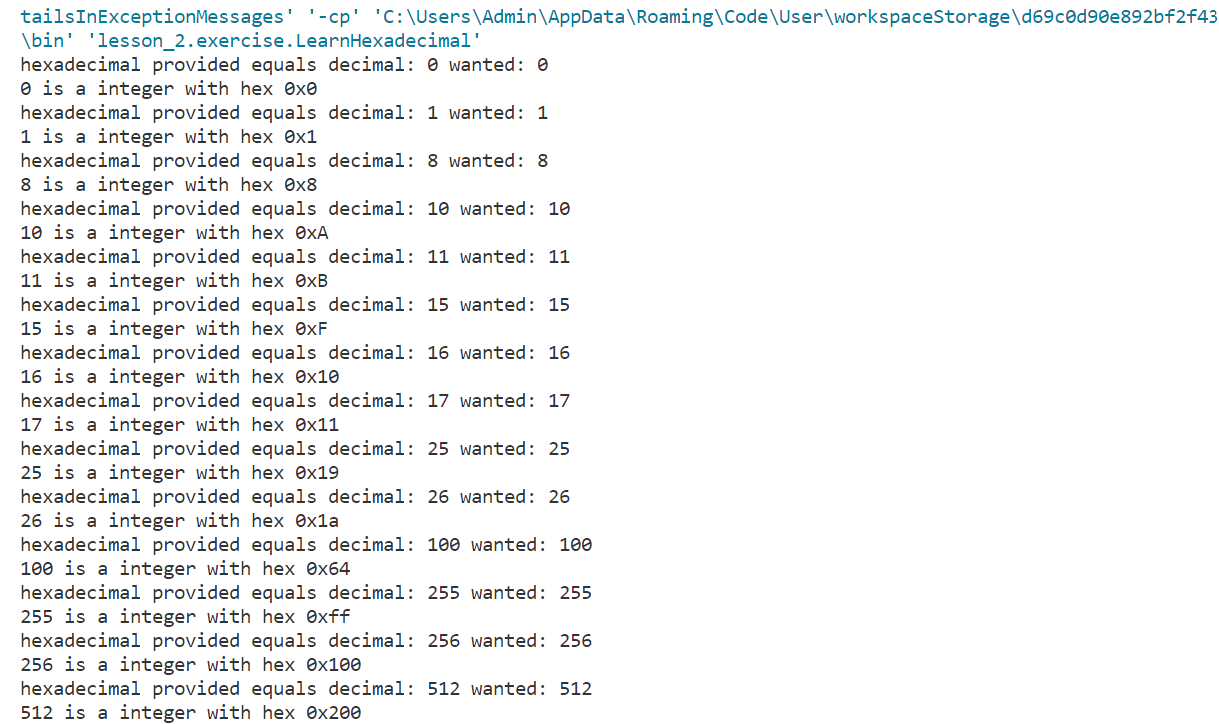 tailsInExceptionMessages' '-cp' 'C:\Users\Admin\AppData\Roaming\Code\User\workspaceStorage\d69c0d90e892bf2f43
\bin' 'lesson_2.exercise.LearnHexadecimal'
hexadecimal provided equals decimal: 0 wanted: 0
0 is a integer with hex 0x0
hexadecimal provided equals decimal: 1 wanted: 1
1 is a integer with hex 0x1
hexadecimal provided equals decimal: 8 wanted: 8
8 is a integer with hex 0x8
hexadecimal provided equals decimal: 10 wanted: 10
10 is a integer with hex 0xA
hexadecimal provided equals decimal: 11 wanted: 11
11 is a integer with hex 0xB
hexadecimal provided equals decimal: 15 wanted: 15
15 is a integer with hex 0xF
hexadecimal provided equals decimal: 16 wanted: 16
16 is a integer with hex 0x10
hexadecimal provided equals decimal: 17 wanted: 17
17 is a integer with hex 0x11
hexadecimal provided equals decimal: 25 wanted: 25
25 is a integer with hex 0x19
hexadecimal provided equals decimal: 26 wanted: 26
26 is a integer with hex 0x1a
hexadecimal provided equals decimal: 100 wanted: 100
100 is a integer with hex 0x64
hexadecimal provided equals decimal: 255 wanted: 255
255 is a integer with hex 0xff
hexadecimal provided equals decimal: 256 wanted: 256
256 is a integer with hex 0x100
hexadecimal provided equals decimal: 512 wanted: 512
512 is a integer with hex 0x200